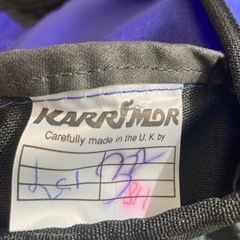 KARRIMOR
Carefully made in the U.K. by